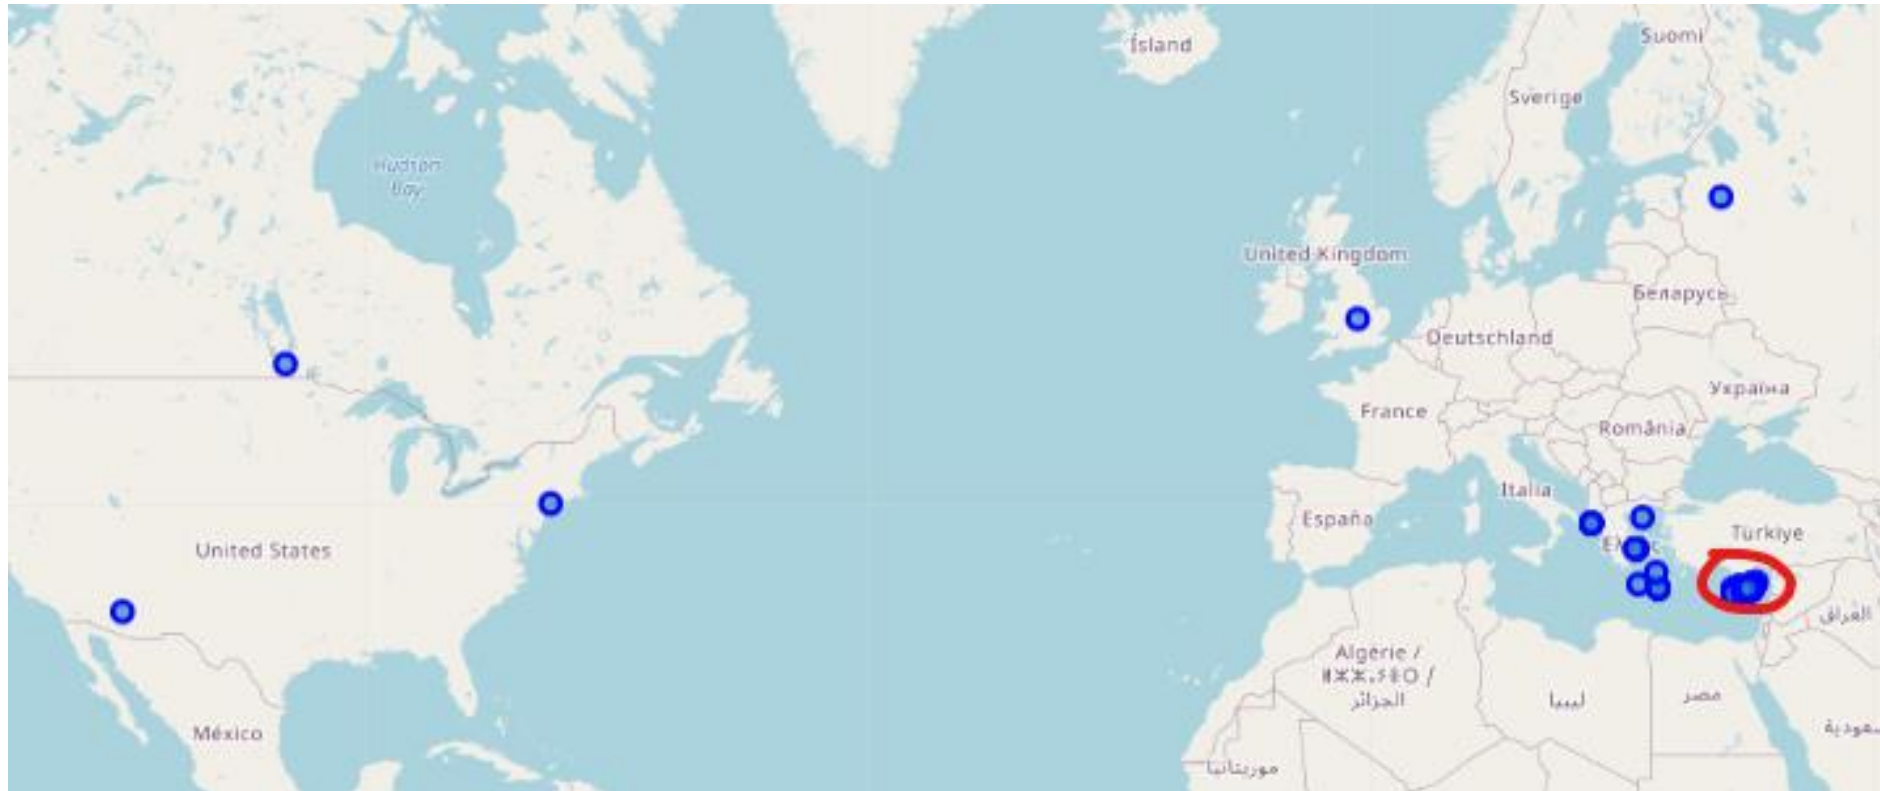 Ísland
Suomi
Sverige
Hudson
Bay
United Kingdom
Беларусь
Deutschland
Україна
France
România
Italia
España
Türkiye
United States
العراق
Algérie /
ⵍⵣⵣⴰⵢⴻⵔ /
الجزائر
ليبيا
مصر
México
موريتانيا